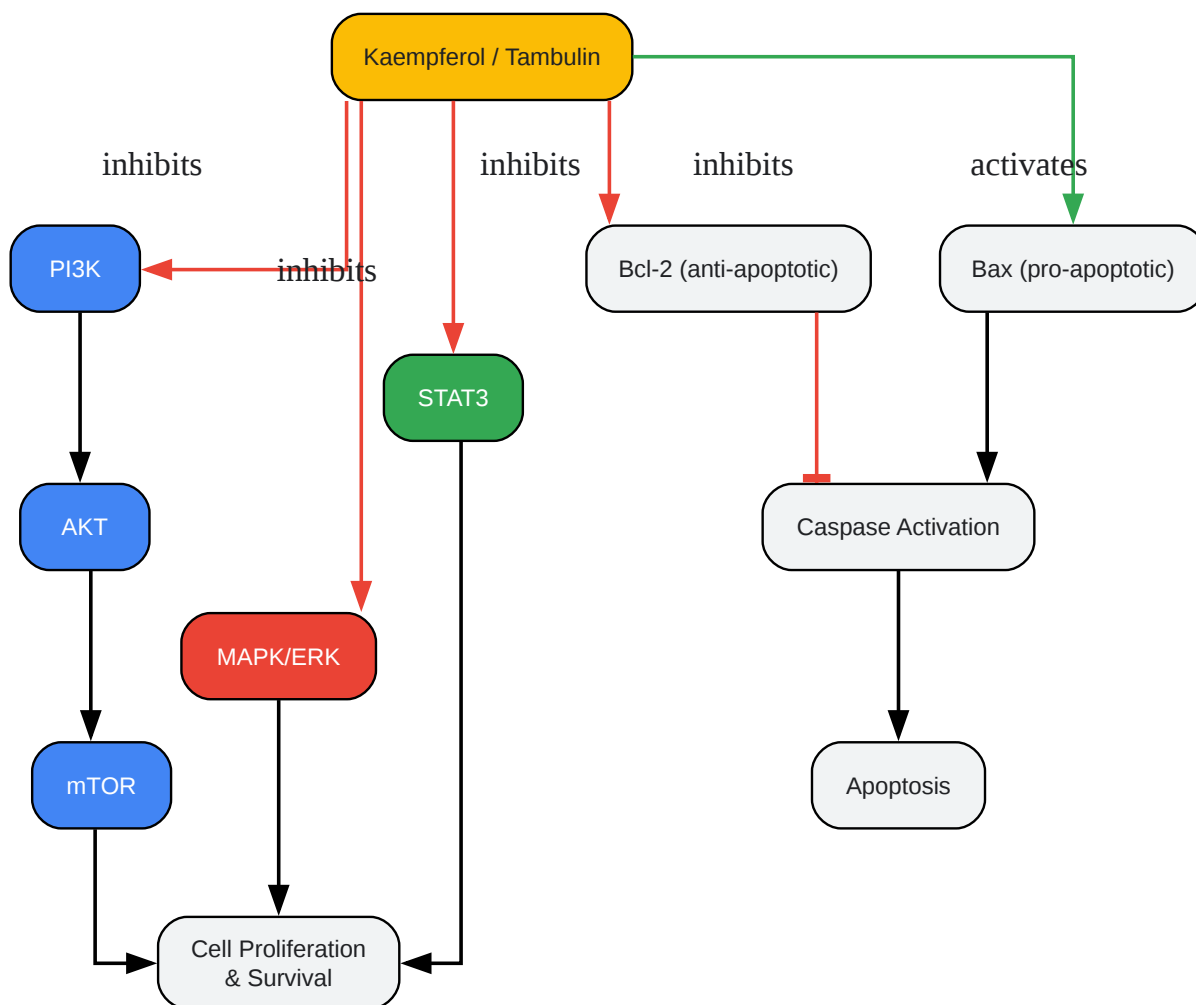 Kaempferol / Tambulin
inhibits
inhibits
inhibits
activates
PI3K
inhibits
Bcl-2 (anti-apoptotic)
Bax (pro-apoptotic)
STAT3
AKT
Caspase Activation
MAPK/ERK
mTOR
Apoptosis
Cell Proliferation
& Survival